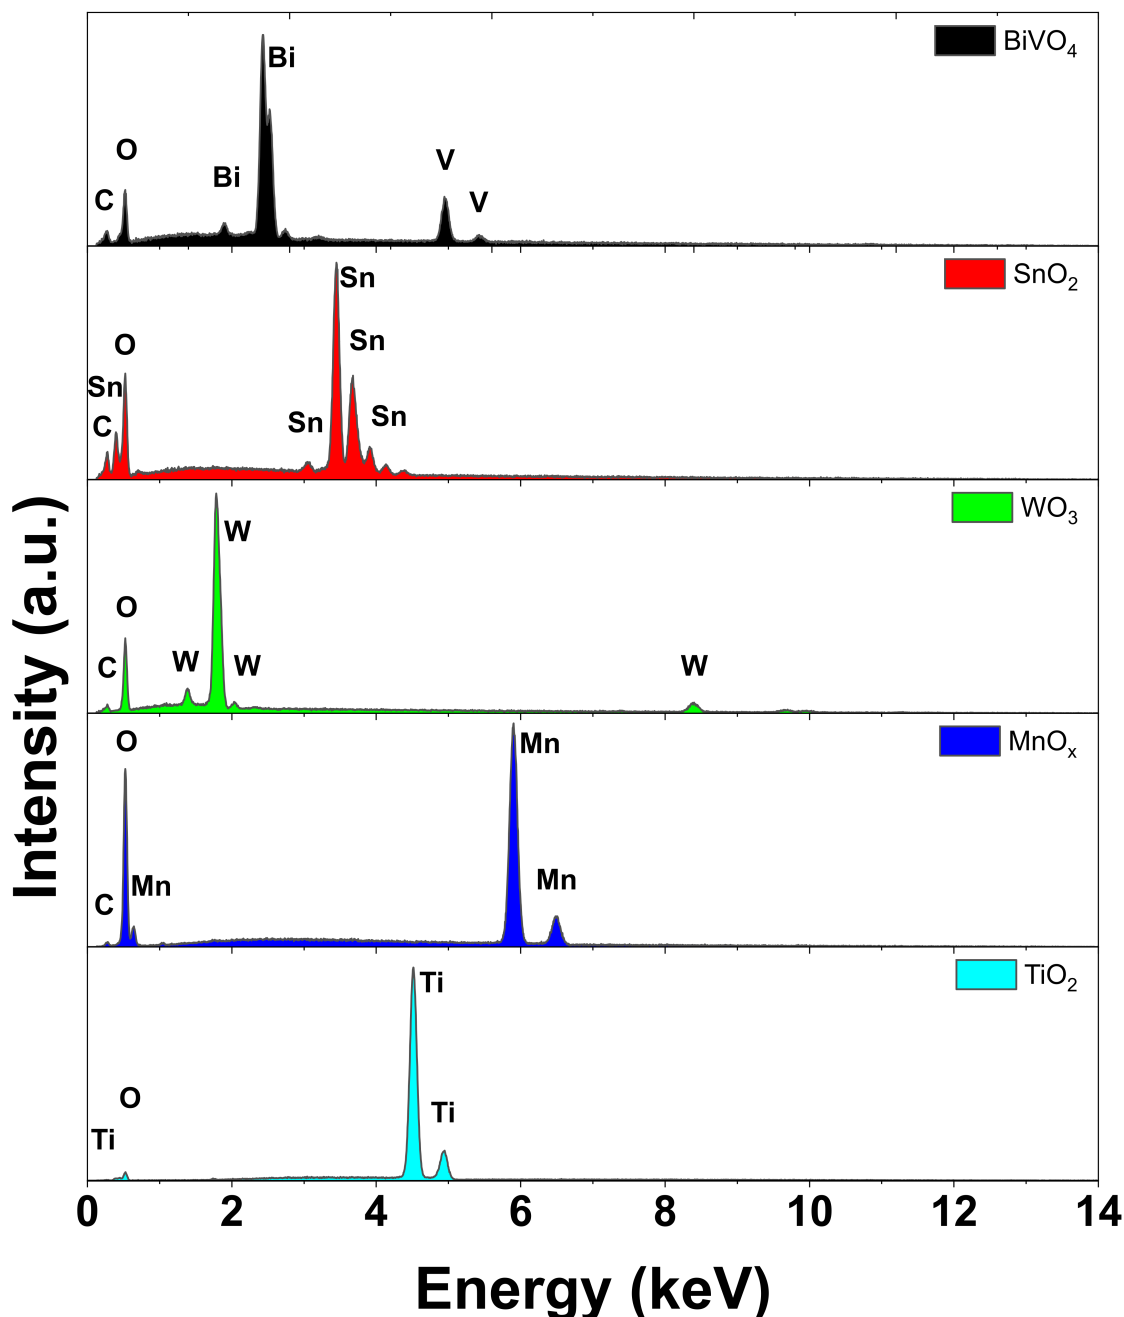 BiVO₄
Bi
O
Bi
C
V
V
SnO₂
Sn
Sn
O
Sn
C
Sn
Sn
WO₃
W
O
C
W
W
W
MnOₓ
O
Mn
C
Mn
Mn
TiO₂
Ti
O
Ti
Ti
0 2 4 6 8 10 12 14
Energy (keV)
Intensity (a.u.)